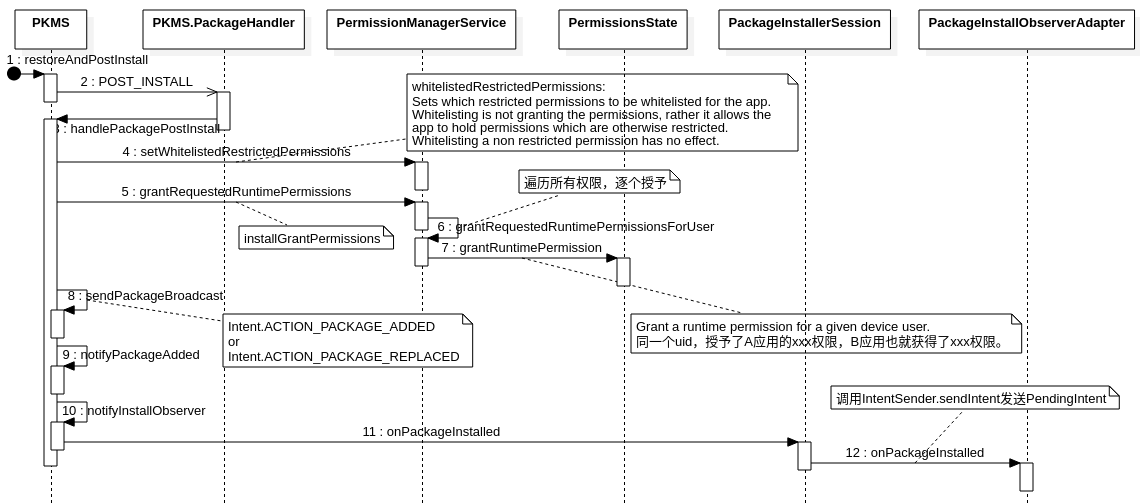 PKMS
PKMS.PackageHandler
PermissionManagerService
PermissionsState
PackageInstallerSession
PackageInstallObserverAdapter
1 : restoreAndPostInstall
2 : POST_INSTALL
whitelistedRestrictedPermissions:
Sets which restricted permissions to be whitelisted for the app.
Whitelisting is not granting the permissions, rather it allows the
app to hold permissions which are otherwise restricted.
Whitelisting a non restricted permission has no effect.
3 : handlePackagePostInstall
4 : setWhitelistedRestrictedPermissions
遍历所有权限，逐个授予
5 : grantRequestedRuntimePermissions
6 : grantRequestedRuntimePermissionsForUser
installGrantPermissions
7 : grantRuntimePermission
8 : sendPackageBroadcast
Intent.ACTION_PACKAGE_ADDED
or
Intent.ACTION_PACKAGE_REPLACED
Grant a runtime permission for a given device user.
同一个uid，授予了A应用的xxx权限，B应用也就获得了xxx权限。
9 : notifyPackageAdded
调用IntentSender.sendIntent发送PendingIntent
10 : notifyInstallObserver
11 : onPackageInstalled
12 : onPackageInstalled